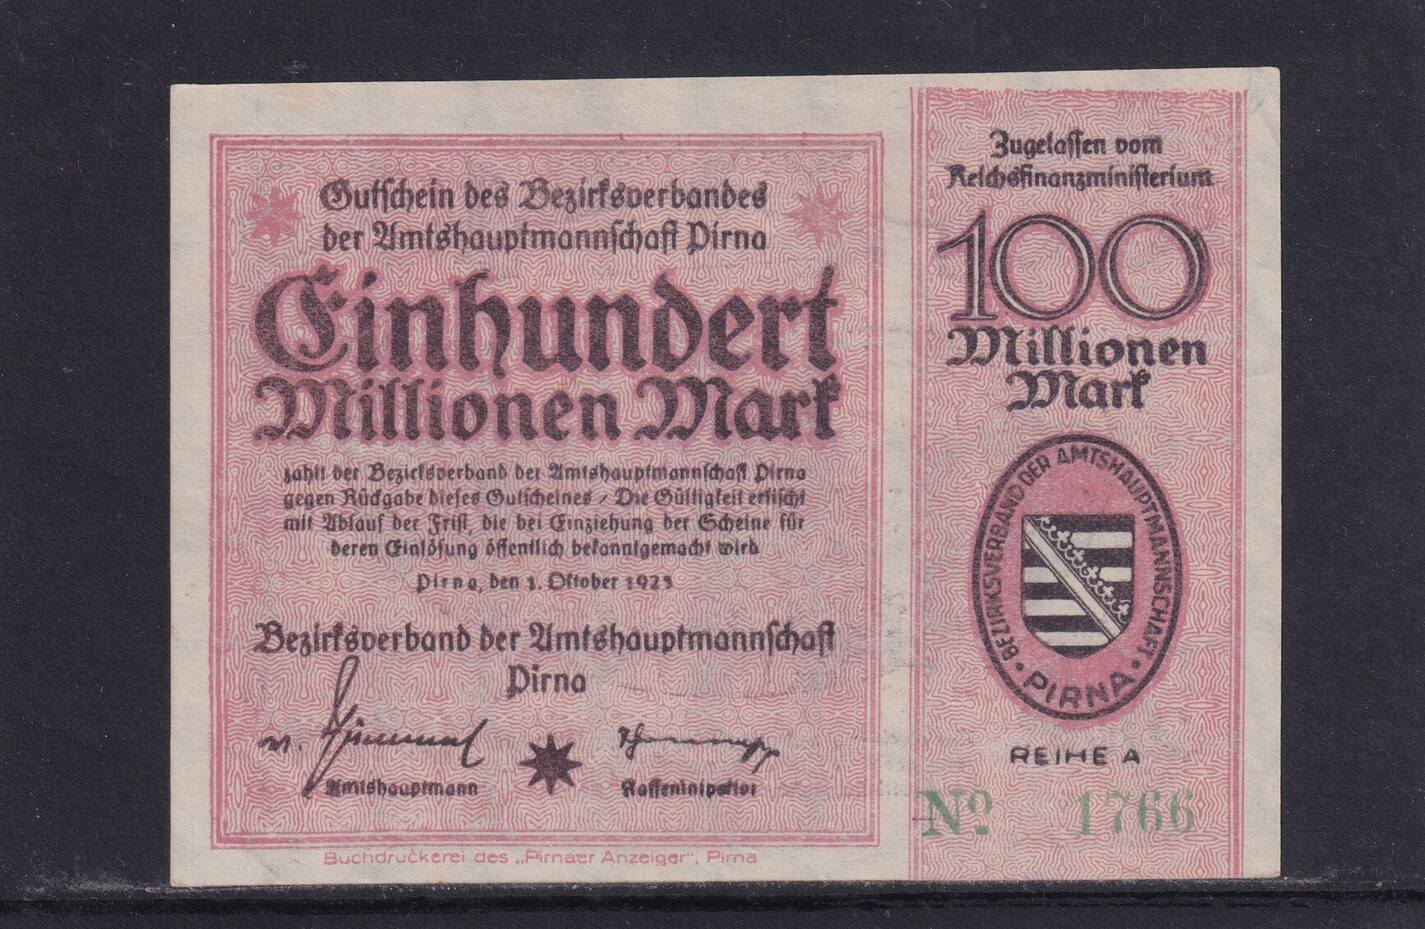 Gutschein des Bezirksverbandes
der Amtshauptmannschaft Pirna
Einhundert
Millionen Mark
zahlt der Bezirksverband der Amtshauptmannschaft Pirna
gegen Rückgabe dieses Gutscheines / Die Gültigkeit erlischt
mit Ablauf der Frist, die bei Einziehung der Scheine für
deren Einlösung öffentlich bekanntgemacht wird
Pirna, den 1. Oktober 1923
Bezirksverband der Amtshauptmannschaft
Pirna
v.
Amtshauptmann
Kasseninspektor
Buchdruckerei des „Pirnaer Anzeiger“, Pirna
Zugelassen vom
Reichsfinanzministerium
100
Millionen
Mark
BEZIRKSVERBAND DER AMTSHAUPTMANNSCHAFT
• PIRNA •
REIHE A
No 1766